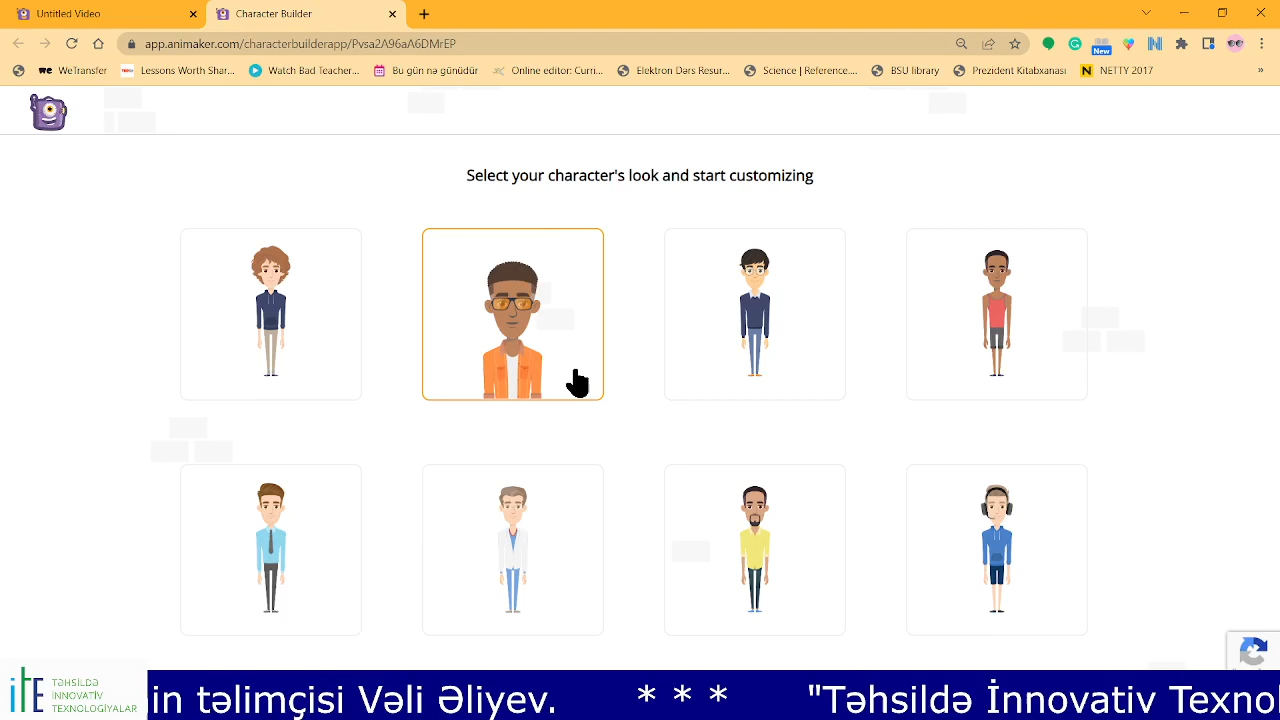 Untitled Video
Character Builder
app.animaker.com/characterbuilderapp/Pvsa2A96aA6DMrEP
New
WeTransfer
Lessons Worth Shar...
Watch Bad Teacher...
Bu gün nə günüdür
Online editor: Curri...
Elektron Dərs Resur...
Science | Reference....
BSU library
Prezident Kitabxanası
NETTY 2017
»
Select your character's look and start customizing
TƏHSİLDƏ
İNNOVATİV
TEXNOLOGİYALAR
in təlimçisi Vəli Əliyev. * * * "Təhsildə İnnovativ Texnol